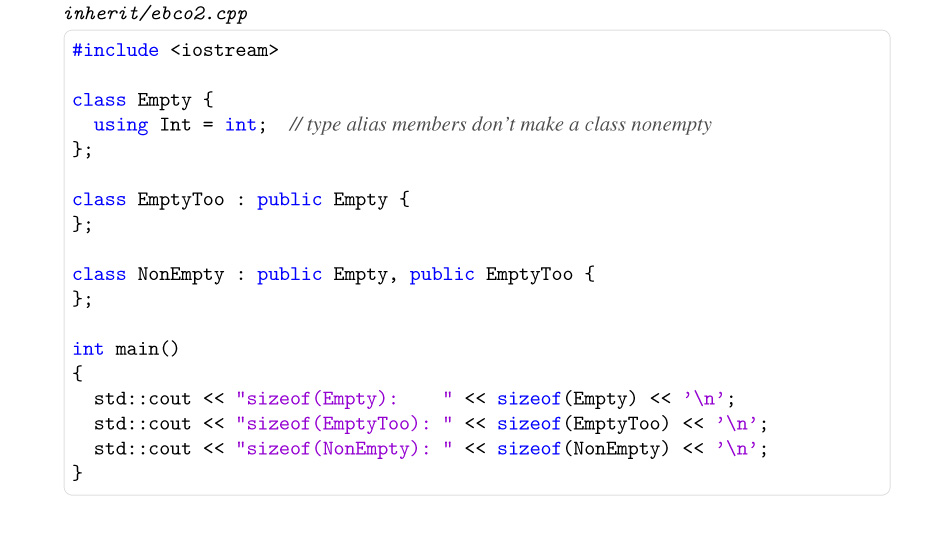 inherit/ebco2.cpp
#include <iostream>
class Empty {
  using Int = int;  // type alias members don’t make a class nonempty
};
class EmptyToo : public Empty {
};
class NonEmpty : public Empty, public EmptyToo {
};
int main()
{
  std::cout << "sizeof(Empty):    " << sizeof(Empty) << ’\n’;
  std::cout << "sizeof(EmptyToo): " << sizeof(EmptyToo) << ’\n’;
  std::cout << "sizeof(NonEmpty): " << sizeof(NonEmpty) << ’\n’;
}